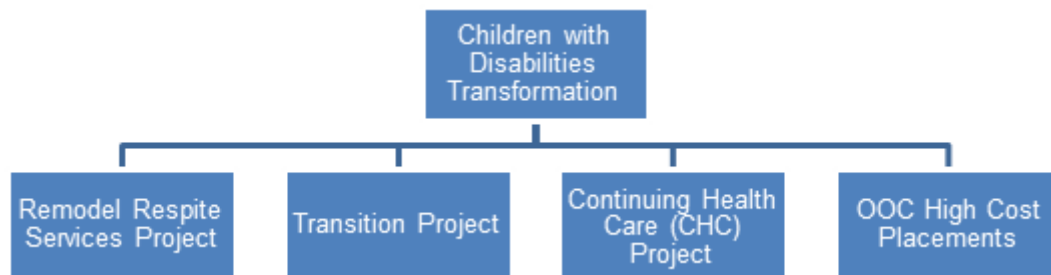 Children with
Disabilities
Transformation
Remodel Respite
Services Project
Transition Project
Continuing Health
Care (CHC)
Project
OOC High Cost
Placements